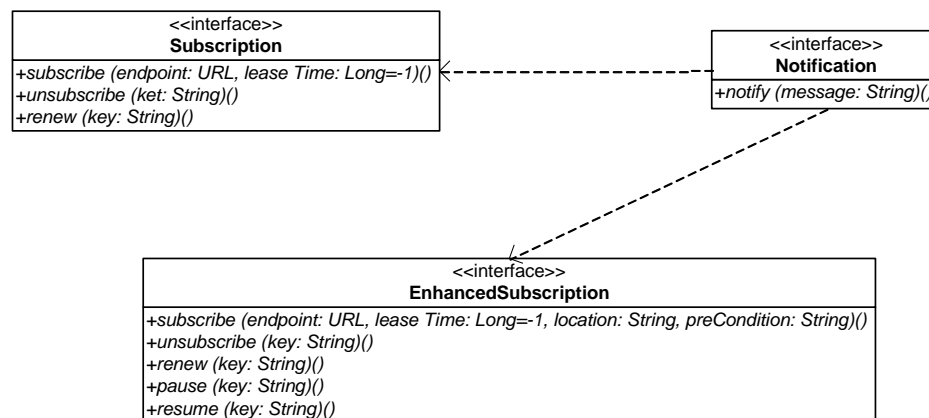 <<interface>>
Subscription
+subscribe (endpoint: URL, lease Time: Long=-1)()
+unsubscribe (ket: String)()
+renew (key: String)()
<<interface>>
Notification
+notify (message: String)()
<<interface>>
EnhancedSubscription
+subscribe (endpoint: URL, lease Time: Long=-1, location: String, preCondition: String)()
+unsubscribe (key: String)()
+renew (key: String)()
+pause (key: String)()
+resume (key: String)()